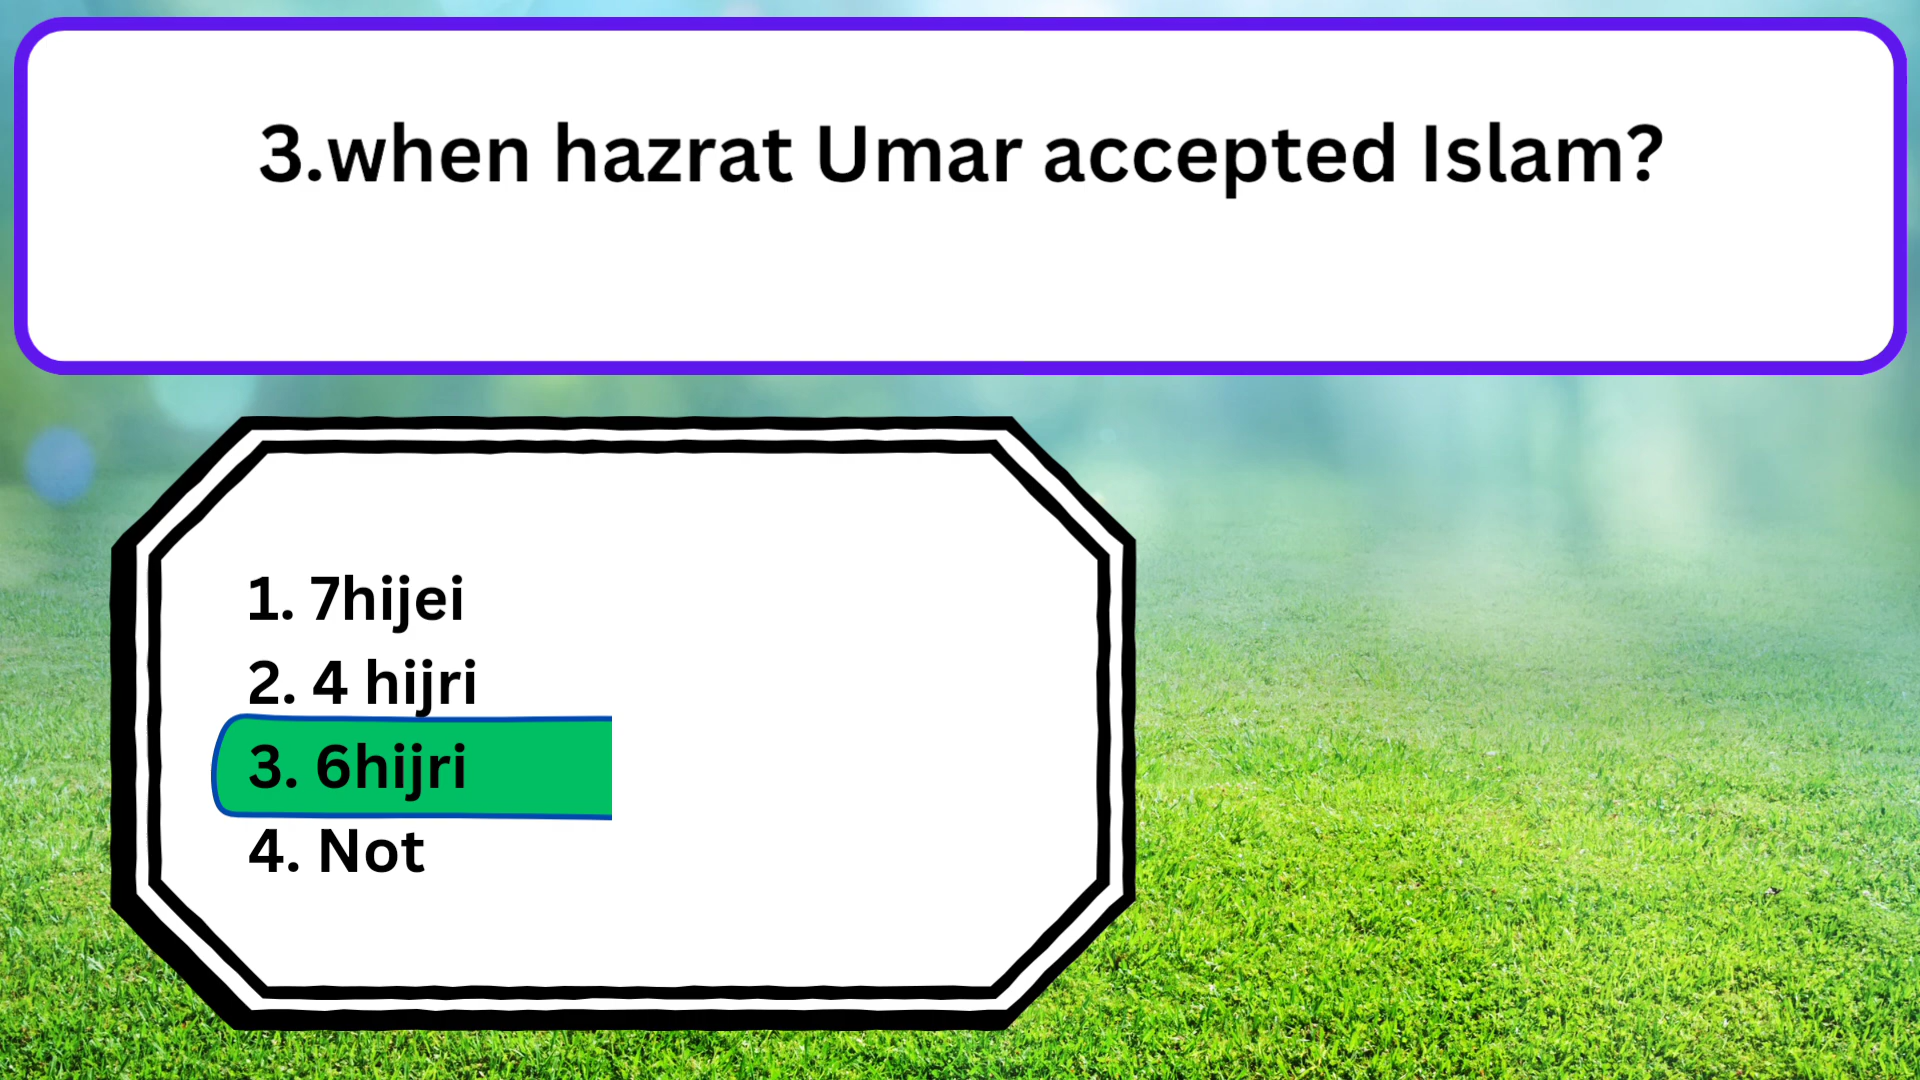 3.when hazrat Umar accepted Islam?
1. 7hijei
2. 4 hijri
3. 6hijri
4. Not